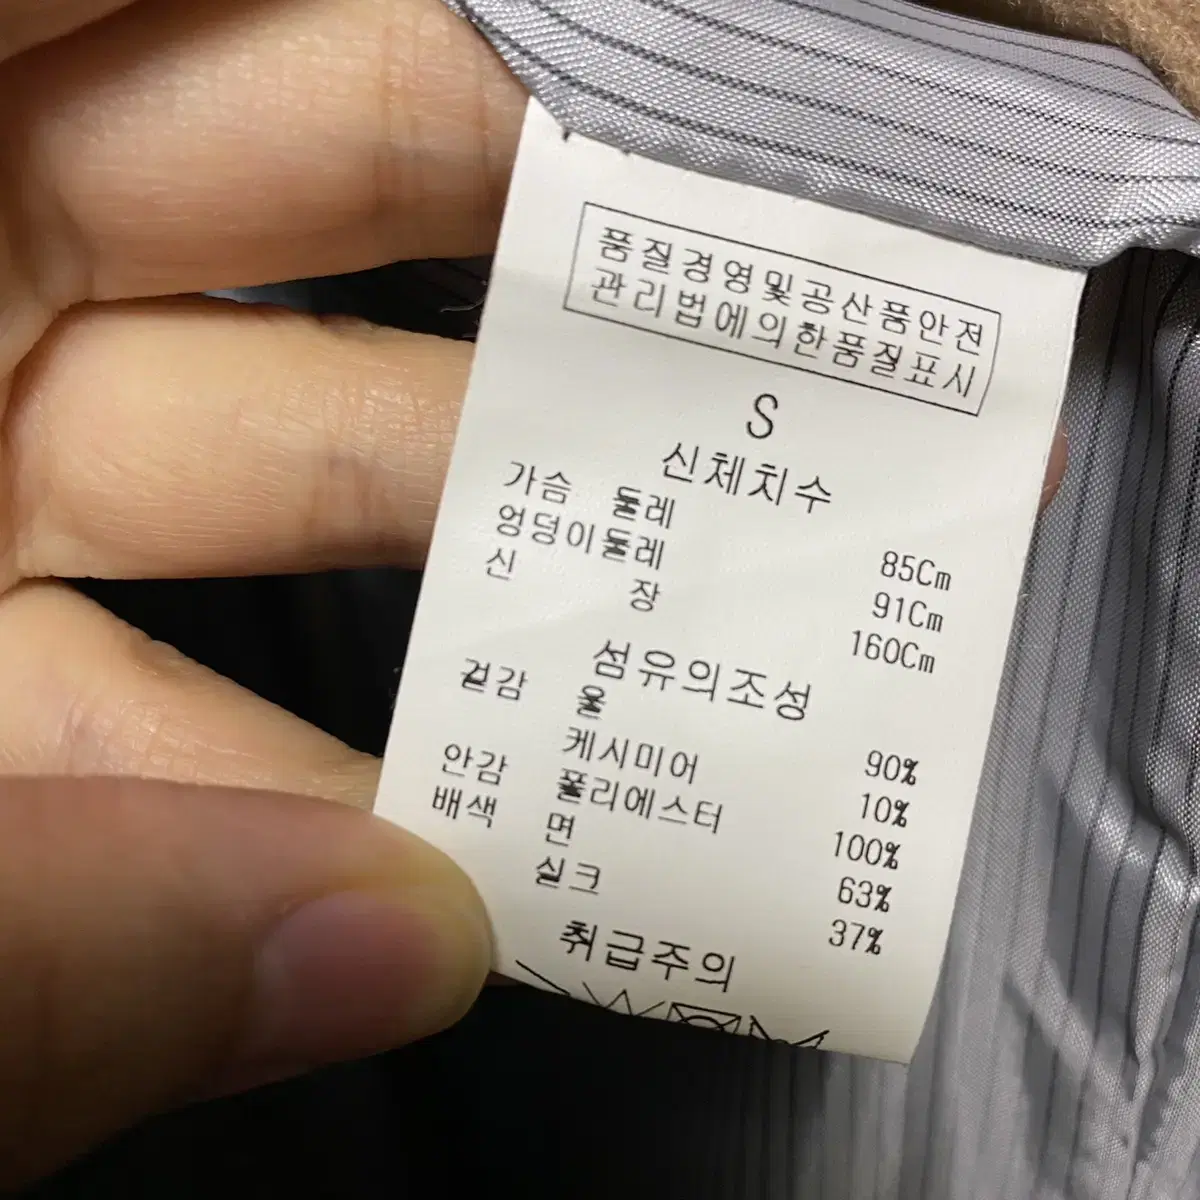 품질경영및공산품안전
관리법에의한품질표시
S
신체치수
가슴 둘레 85Cm
엉덩이둘레 91Cm
신 장 160Cm
섬유의조성
겉감 울 90%
케시미어 10%
안감 폴리에스터 100%
배색 면 63%
실크 37%
취급주의